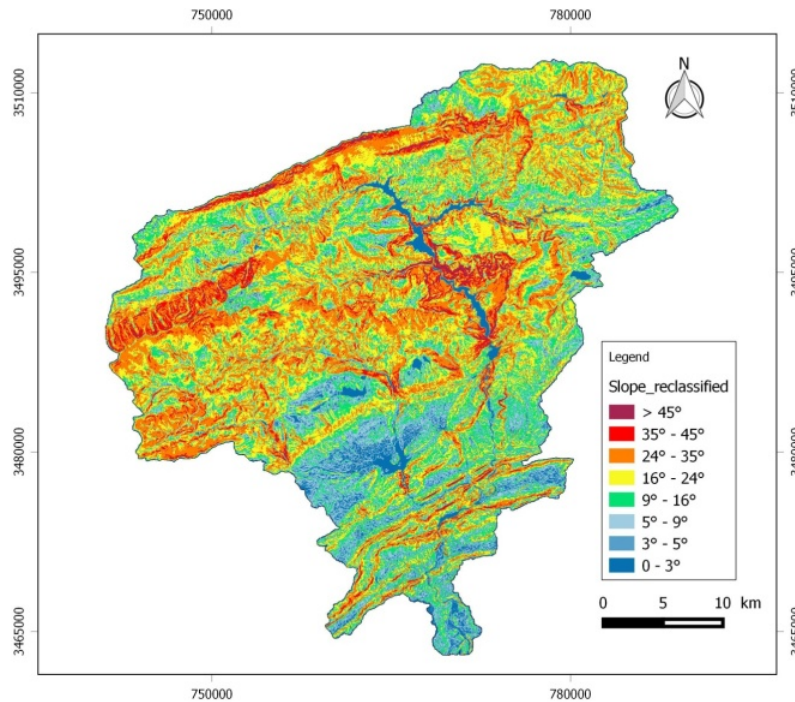 750000 780000
3510000 3510000
N
3495000 3495000
Legend
Slope_reclassified
> 45°
35° - 45°
24° - 35°
16° - 24°
9° - 16°
5° - 9°
3° - 5°
0 - 3°
3480000 3480000
0 5 10 km
3465000 3465000
750000 780000